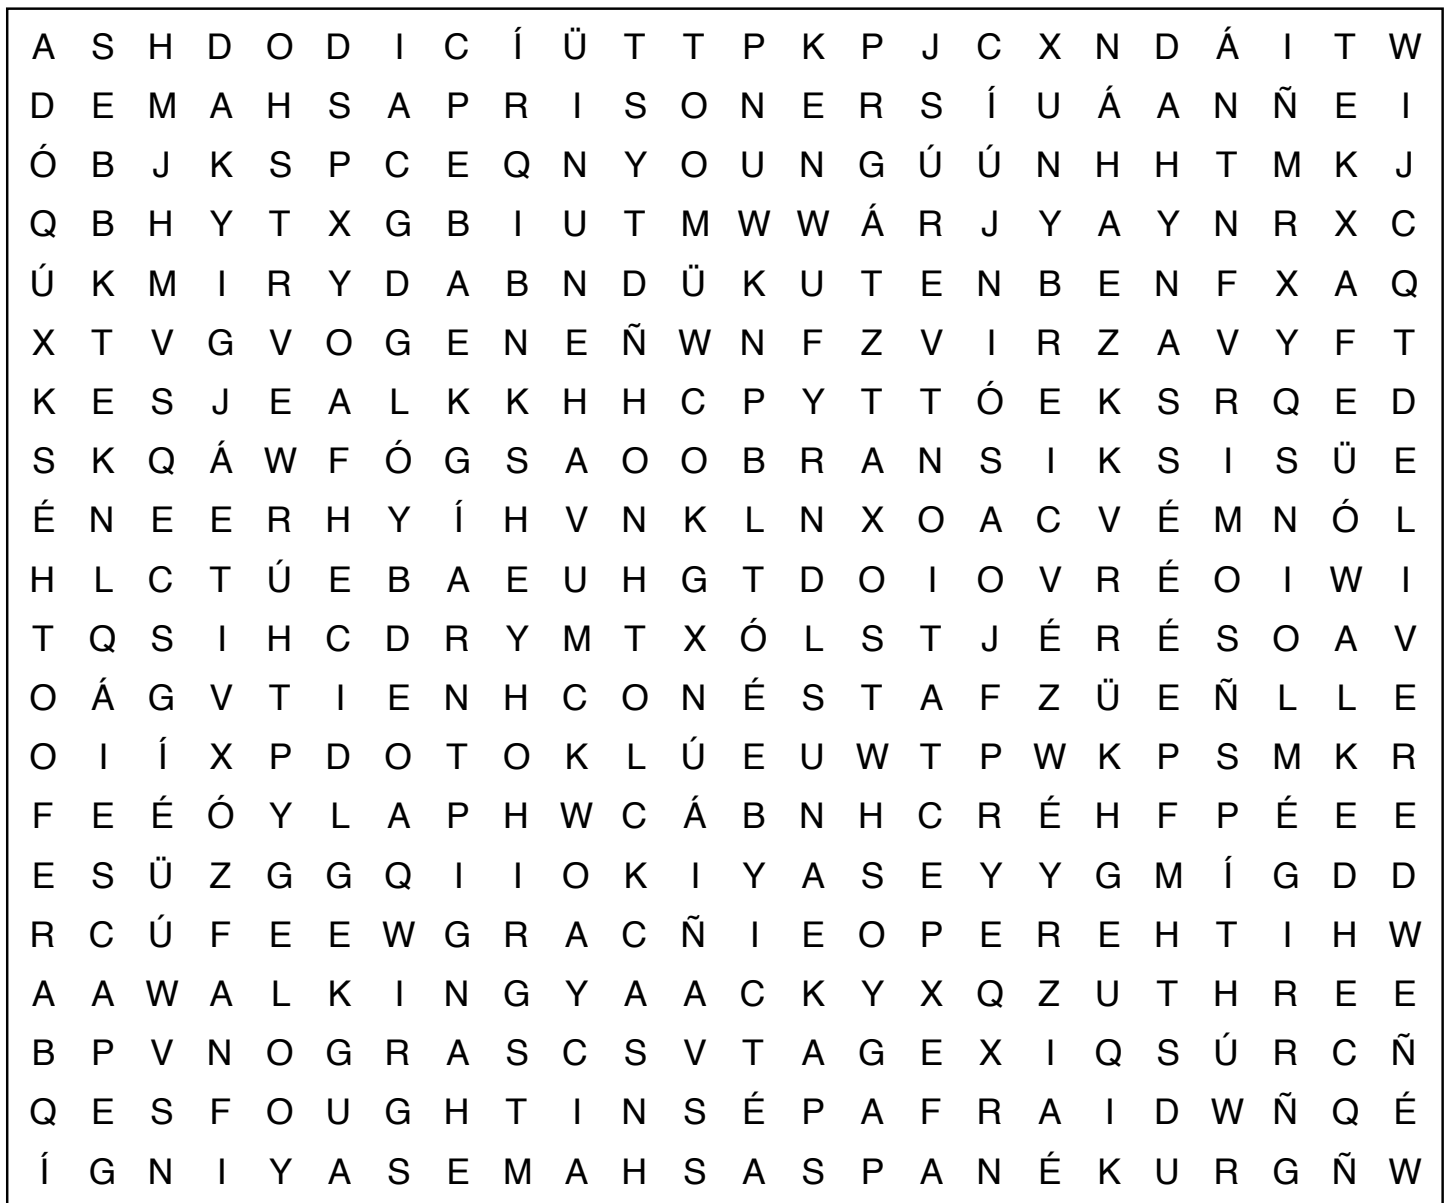 A S H D O D I C Í Ü T T P K P J C X N D Á I T W
D E M A H S A P R I S O N E R S Í U Á A N Ñ E I
Ó B J K S P C E Q N Y O U N G Ú Ú N H H T M K J
Q B H Y T X G B I U T M W W Á R J Y A Y N R X C
Ú K M I R Y D A B N D Ü K U T E N B E N F X A Q
X T V G V O G E N E Ñ W N F Z V I R Z A V Y F T
K E S J E A L K K H H C P Y T T Ó E K S R Q E D
S K Q Á W F Ó G S A O O B R A N S I K S I S Ü E
É N E E R H Y Í H V N K L N X O A C V É M N Ó L
H L C T Ú E B A E U H G T D O I O V R É O I W I
T Q S I H C D R Y M T X Ó L S T J É R É S O A V
O Á G V T I E N H C O N É S T A F Z Ü E Ñ L L E
O I Í X P D O T O K L Ú E U W T P W K P S M K R
F E É Ó Y L A P H W C Á B N H C R É H F P É E E
E S Ü Z G G Q I I O K I Y A S E Y Y G M Í G D D
R C Ú F E E W G R A C Ñ I E O P E R E H T I H W
A A W A L K I N G Y A A C K Y X Q Z U T H R E E
B P V N O G R A S C S V T A G E X I Q S Ú R C Ñ
Q E S F O U G H T I N S É P A F R A I D W Ñ Q É
Í G N I Y A S E M A H S A S P A N É K U R G Ñ W